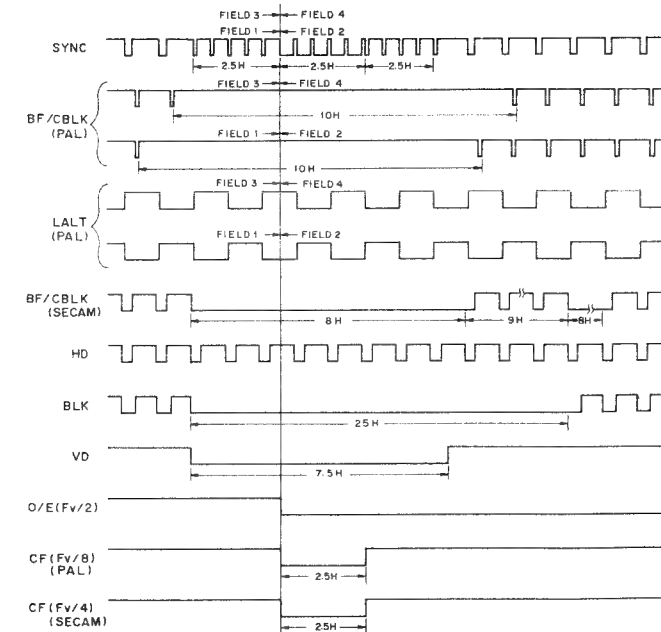 FIELD 3 FIELD 4
FIELD 1 FIELD 2
SYNC
2.5H 2.5H 2.5H
FIELD 3 FIELD 4
10H
BF/CBLK
(PAL)
FIELD 1 FIELD 2
10H
FIELD 3 FIELD 4
LALT
(PAL)
FIELD 1 FIELD 2
BF/CBLK
(SECAM)
8H 9H 8H
HD
BLK
25H
VD
7.5H
O/E(Fv/2)
CF(Fv/8)
(PAL)
2.5H
CF(Fv/4)
(SECAM)
2.5H